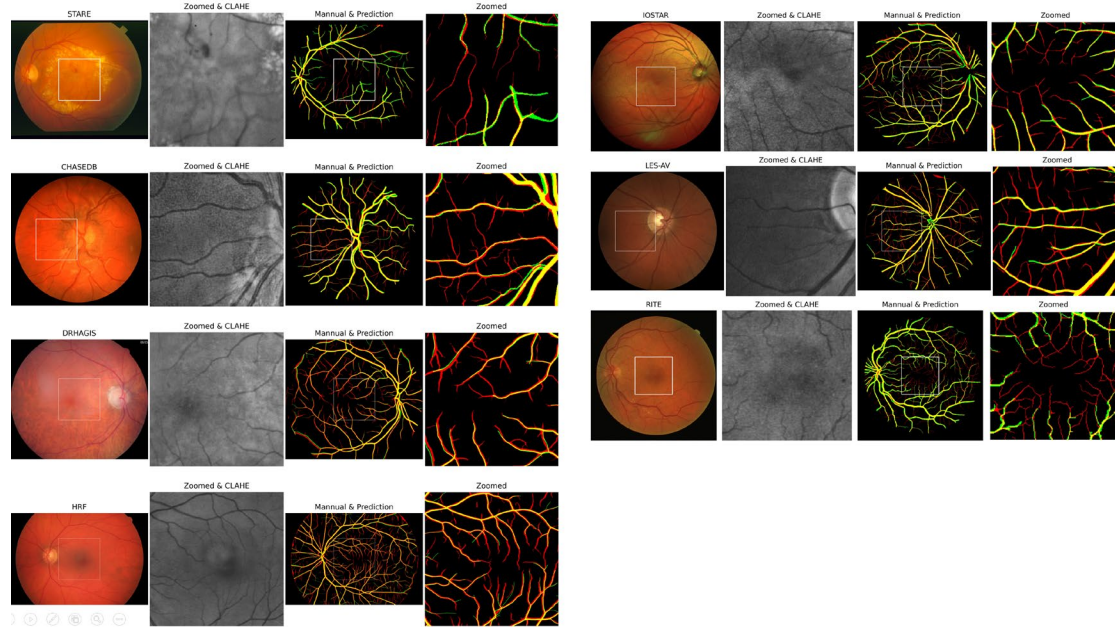 STARE
Zoomed & CLAHE
Mannual & Prediction
Zoomed
CHASEDB
Zoomed & CLAHE
Mannual & Prediction
Zoomed
DRHAGIS
Zoomed & CLAHE
Mannual & Prediction
Zoomed
HRF
Zoomed & CLAHE
Mannual & Prediction
Zoomed
IOSTAR
Zoomed & CLAHE
Mannual & Prediction
Zoomed
LES-AV
Zoomed & CLAHE
Mannual & Prediction
Zoomed
RITE
Zoomed & CLAHE
Mannual & Prediction
Zoomed